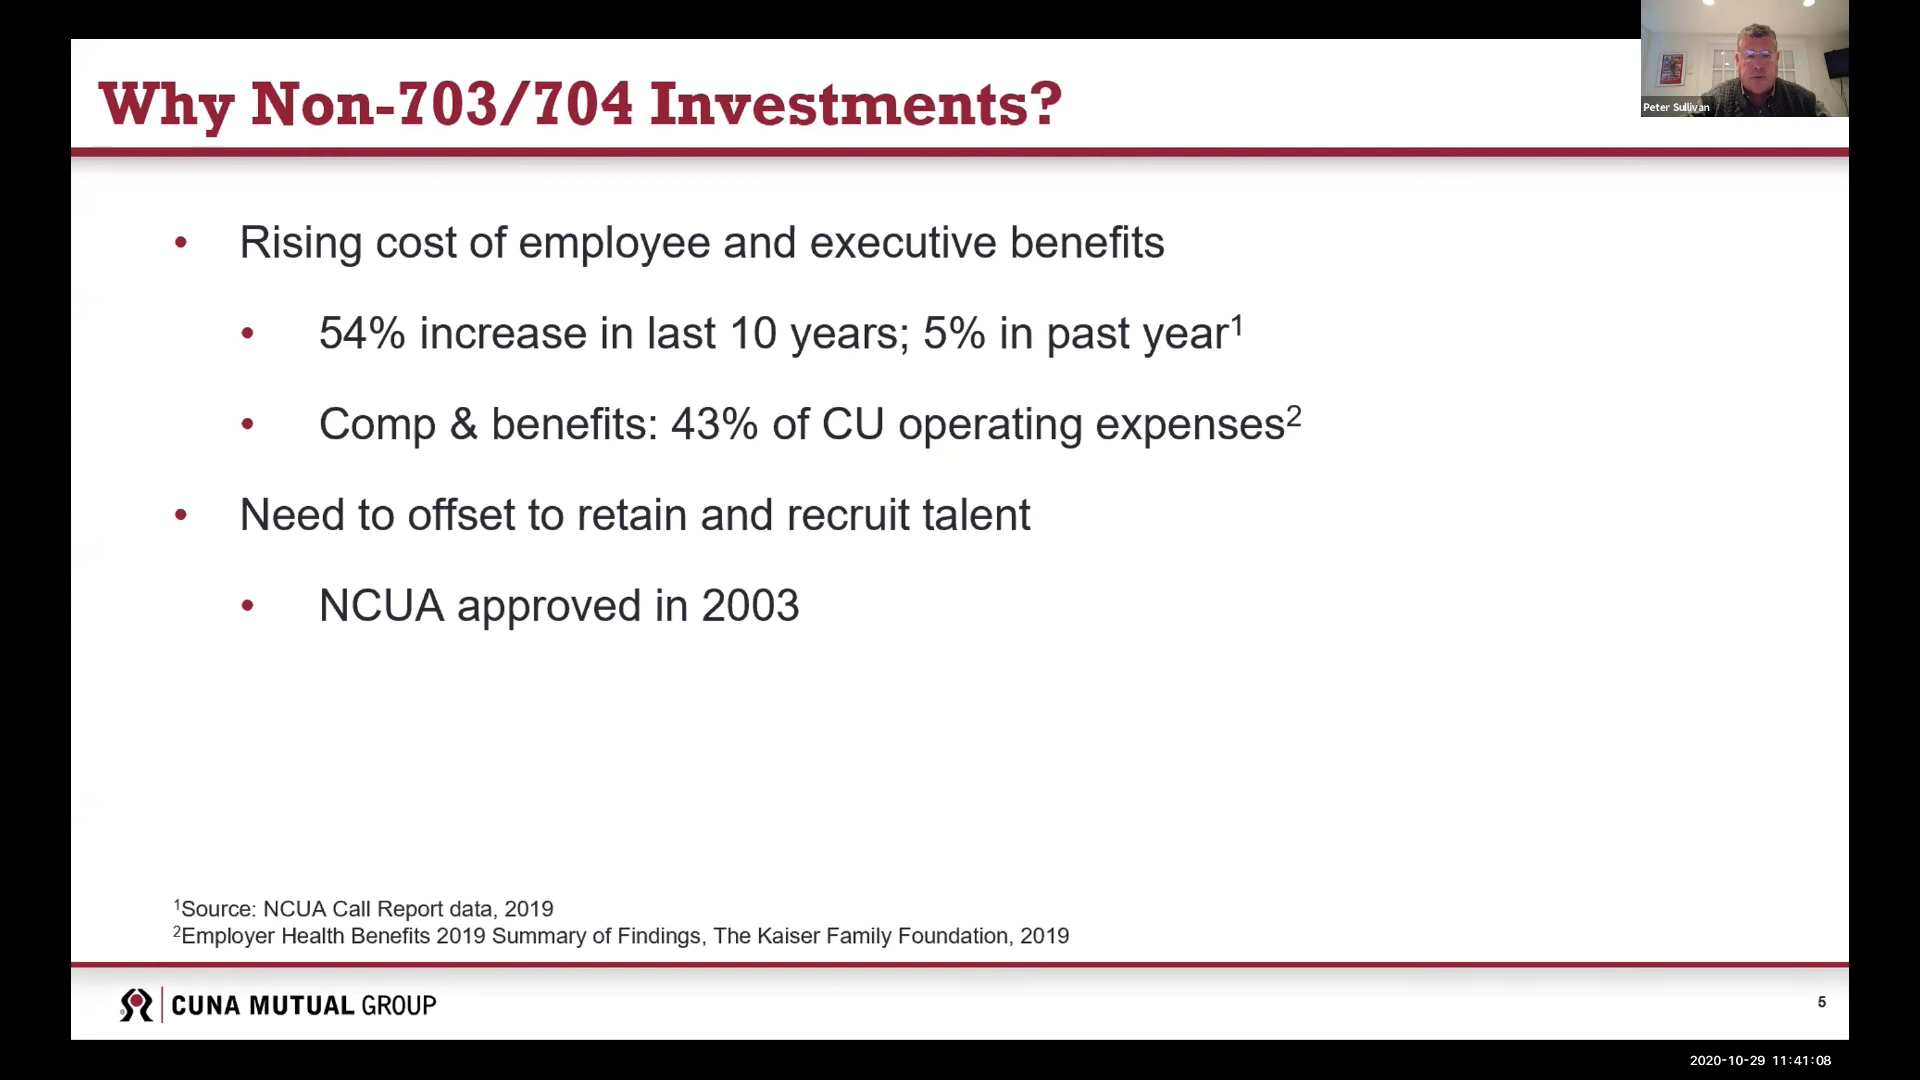 Why Non-703/704 Investments?
Peter Sullivan
• Rising cost of employee and executive benefits
• 54% increase in last 10 years; 5% in past year¹
• Comp & benefits: 43% of CU operating expenses²
• Need to offset to retain and recruit talent
• NCUA approved in 2003
¹Source: NCUA Call Report data, 2019
²Employer Health Benefits 2019 Summary of Findings, The Kaiser Family Foundation, 2019
CUNA MUTUAL GROUP
5
2020-10-29 11:41:08